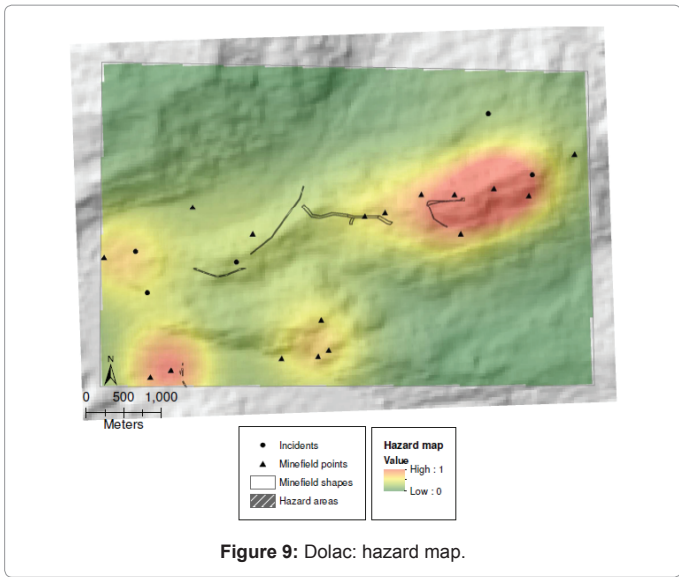 N
0 500 1,000
Meters
Incidents
Minefield points
Minefield shapes
Hazard areas
Hazard map
Value
High : 1
Low : 0
Figure 9: Dolac: hazard map.